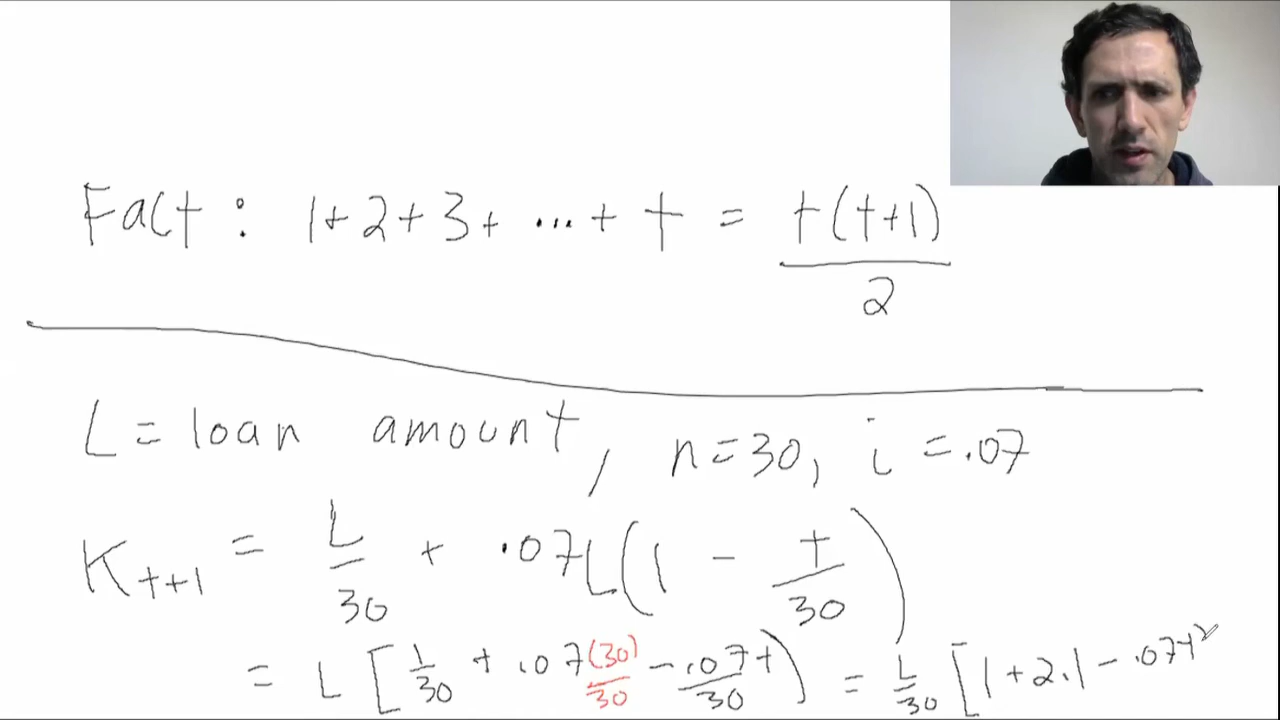 Fact: 1+2+3+ ... + t = t(t+1)/2
L = loan amount, n=30, i=.07
K_{t+1} = L/30 + .07L(1 - t/30)
= L[1/30 + .07(30)/30 - .07t/30) = L/30 [1+2.1 - .07t